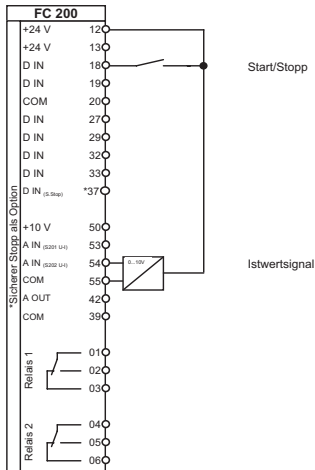 FC 200
+24 V 12
+24 V 13
D IN 18
Start/Stopp
D IN 19
COM 20
D IN 27
D IN 29
D IN 32
D IN 33
D IN (S.Stop) *37
*Sicherer Stopp als Option
+10 V 50
A IN (S201 U-I) 53
A IN (S202 U-I) 54
0...10V
Istwertsignal
COM 55
A OUT 42
COM 39
Relais 1
01
02
03
Relais 2
04
05
06